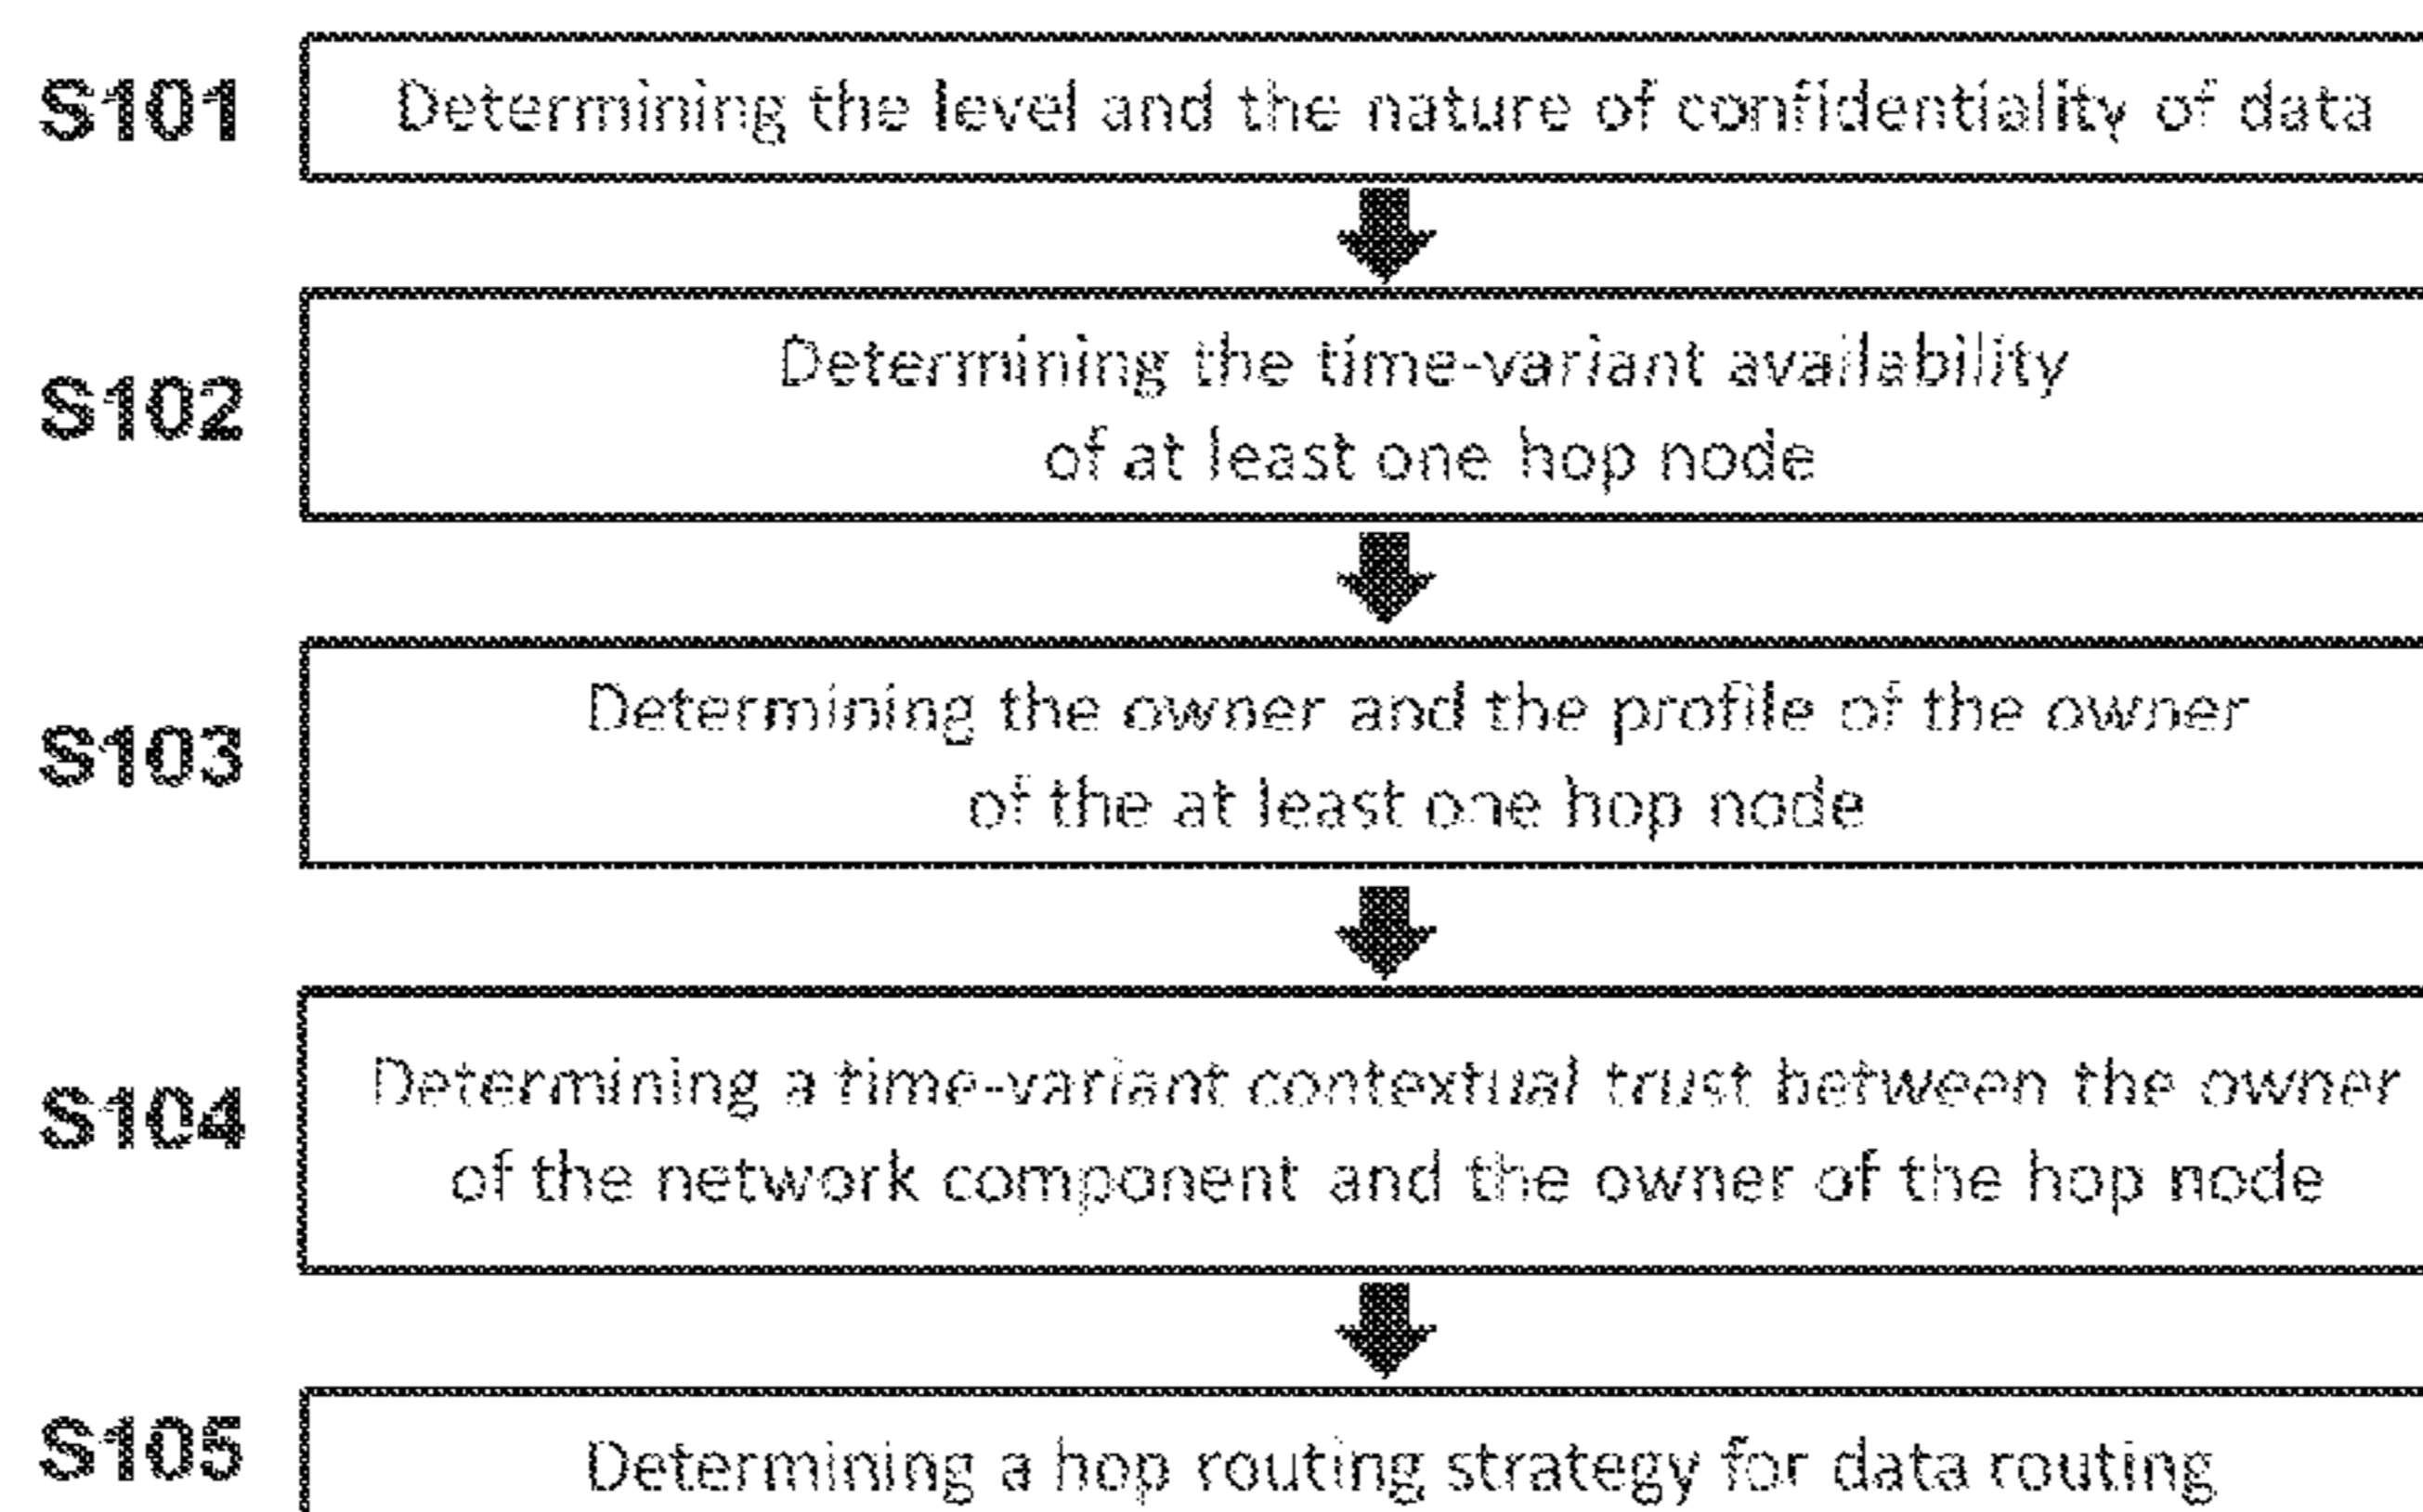 S101 Determining the level and the nature of confidentiality of data
S102 Determining the time-variant availability
of at least one hop node
S103 Determining the owner and the profile of the owner
of the at least one hop node
S104 Determining a time-variant contextual trust between the owner
of the network component and the owner of the hop node
S105 Determining a hop routing strategy for data routing